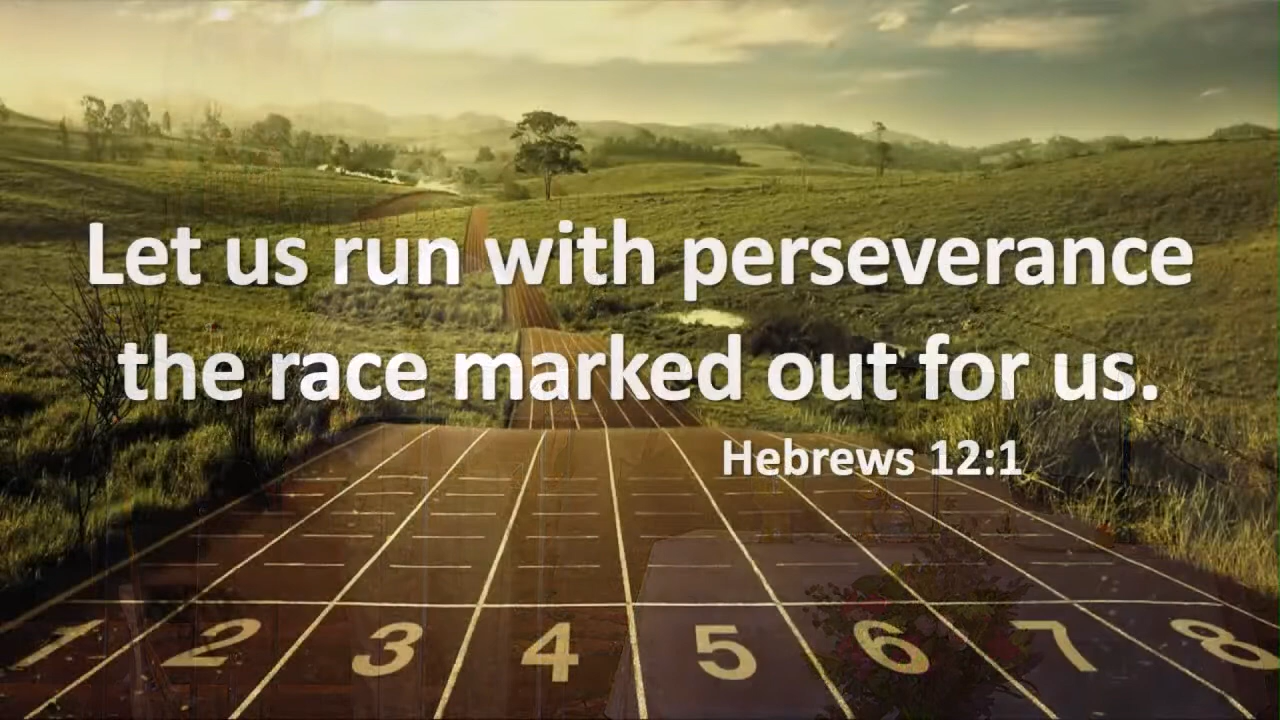 Let us run with perseverance
the race marked out for us.
Hebrews 12:1
1 2 3 4 5 6 7 8